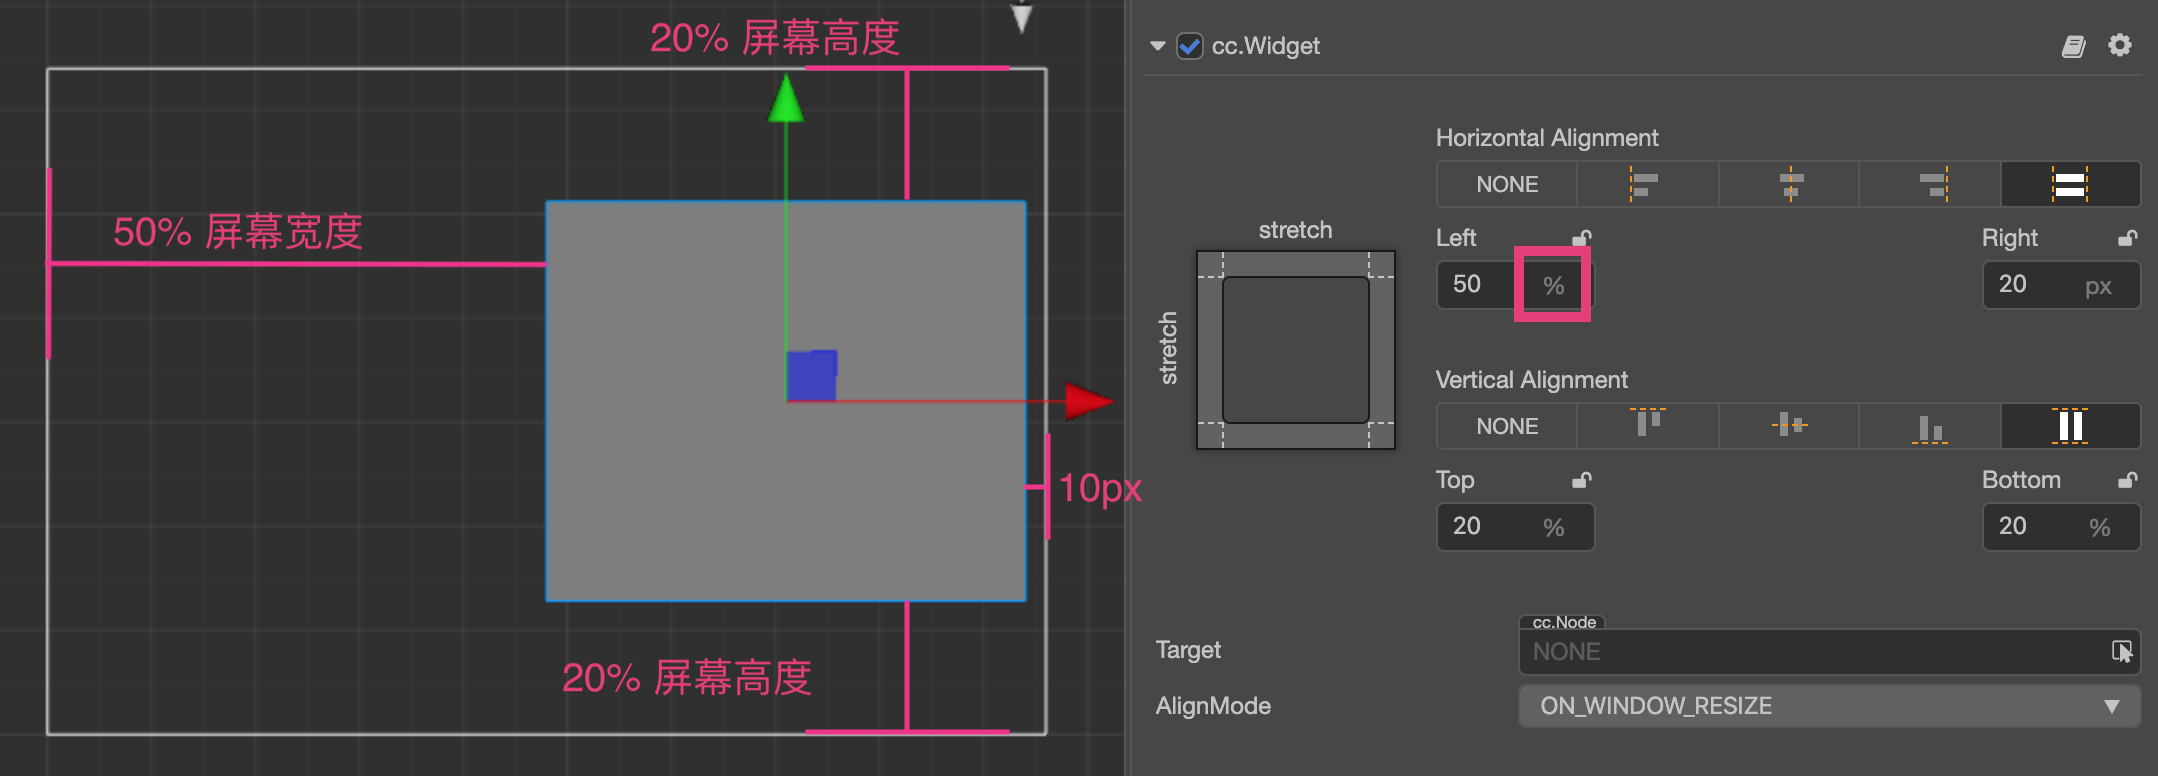 20% 屏幕高度
50% 屏幕宽度
10px
20% 屏幕高度
cc.Widget
Horizontal Alignment
NONE
Left
Right
50 %
20 px
stretch
stretch
Vertical Alignment
NONE
Top
Bottom
20 %
20 %
Target
cc.Node
NONE
AlignMode
ON_WINDOW_RESIZE